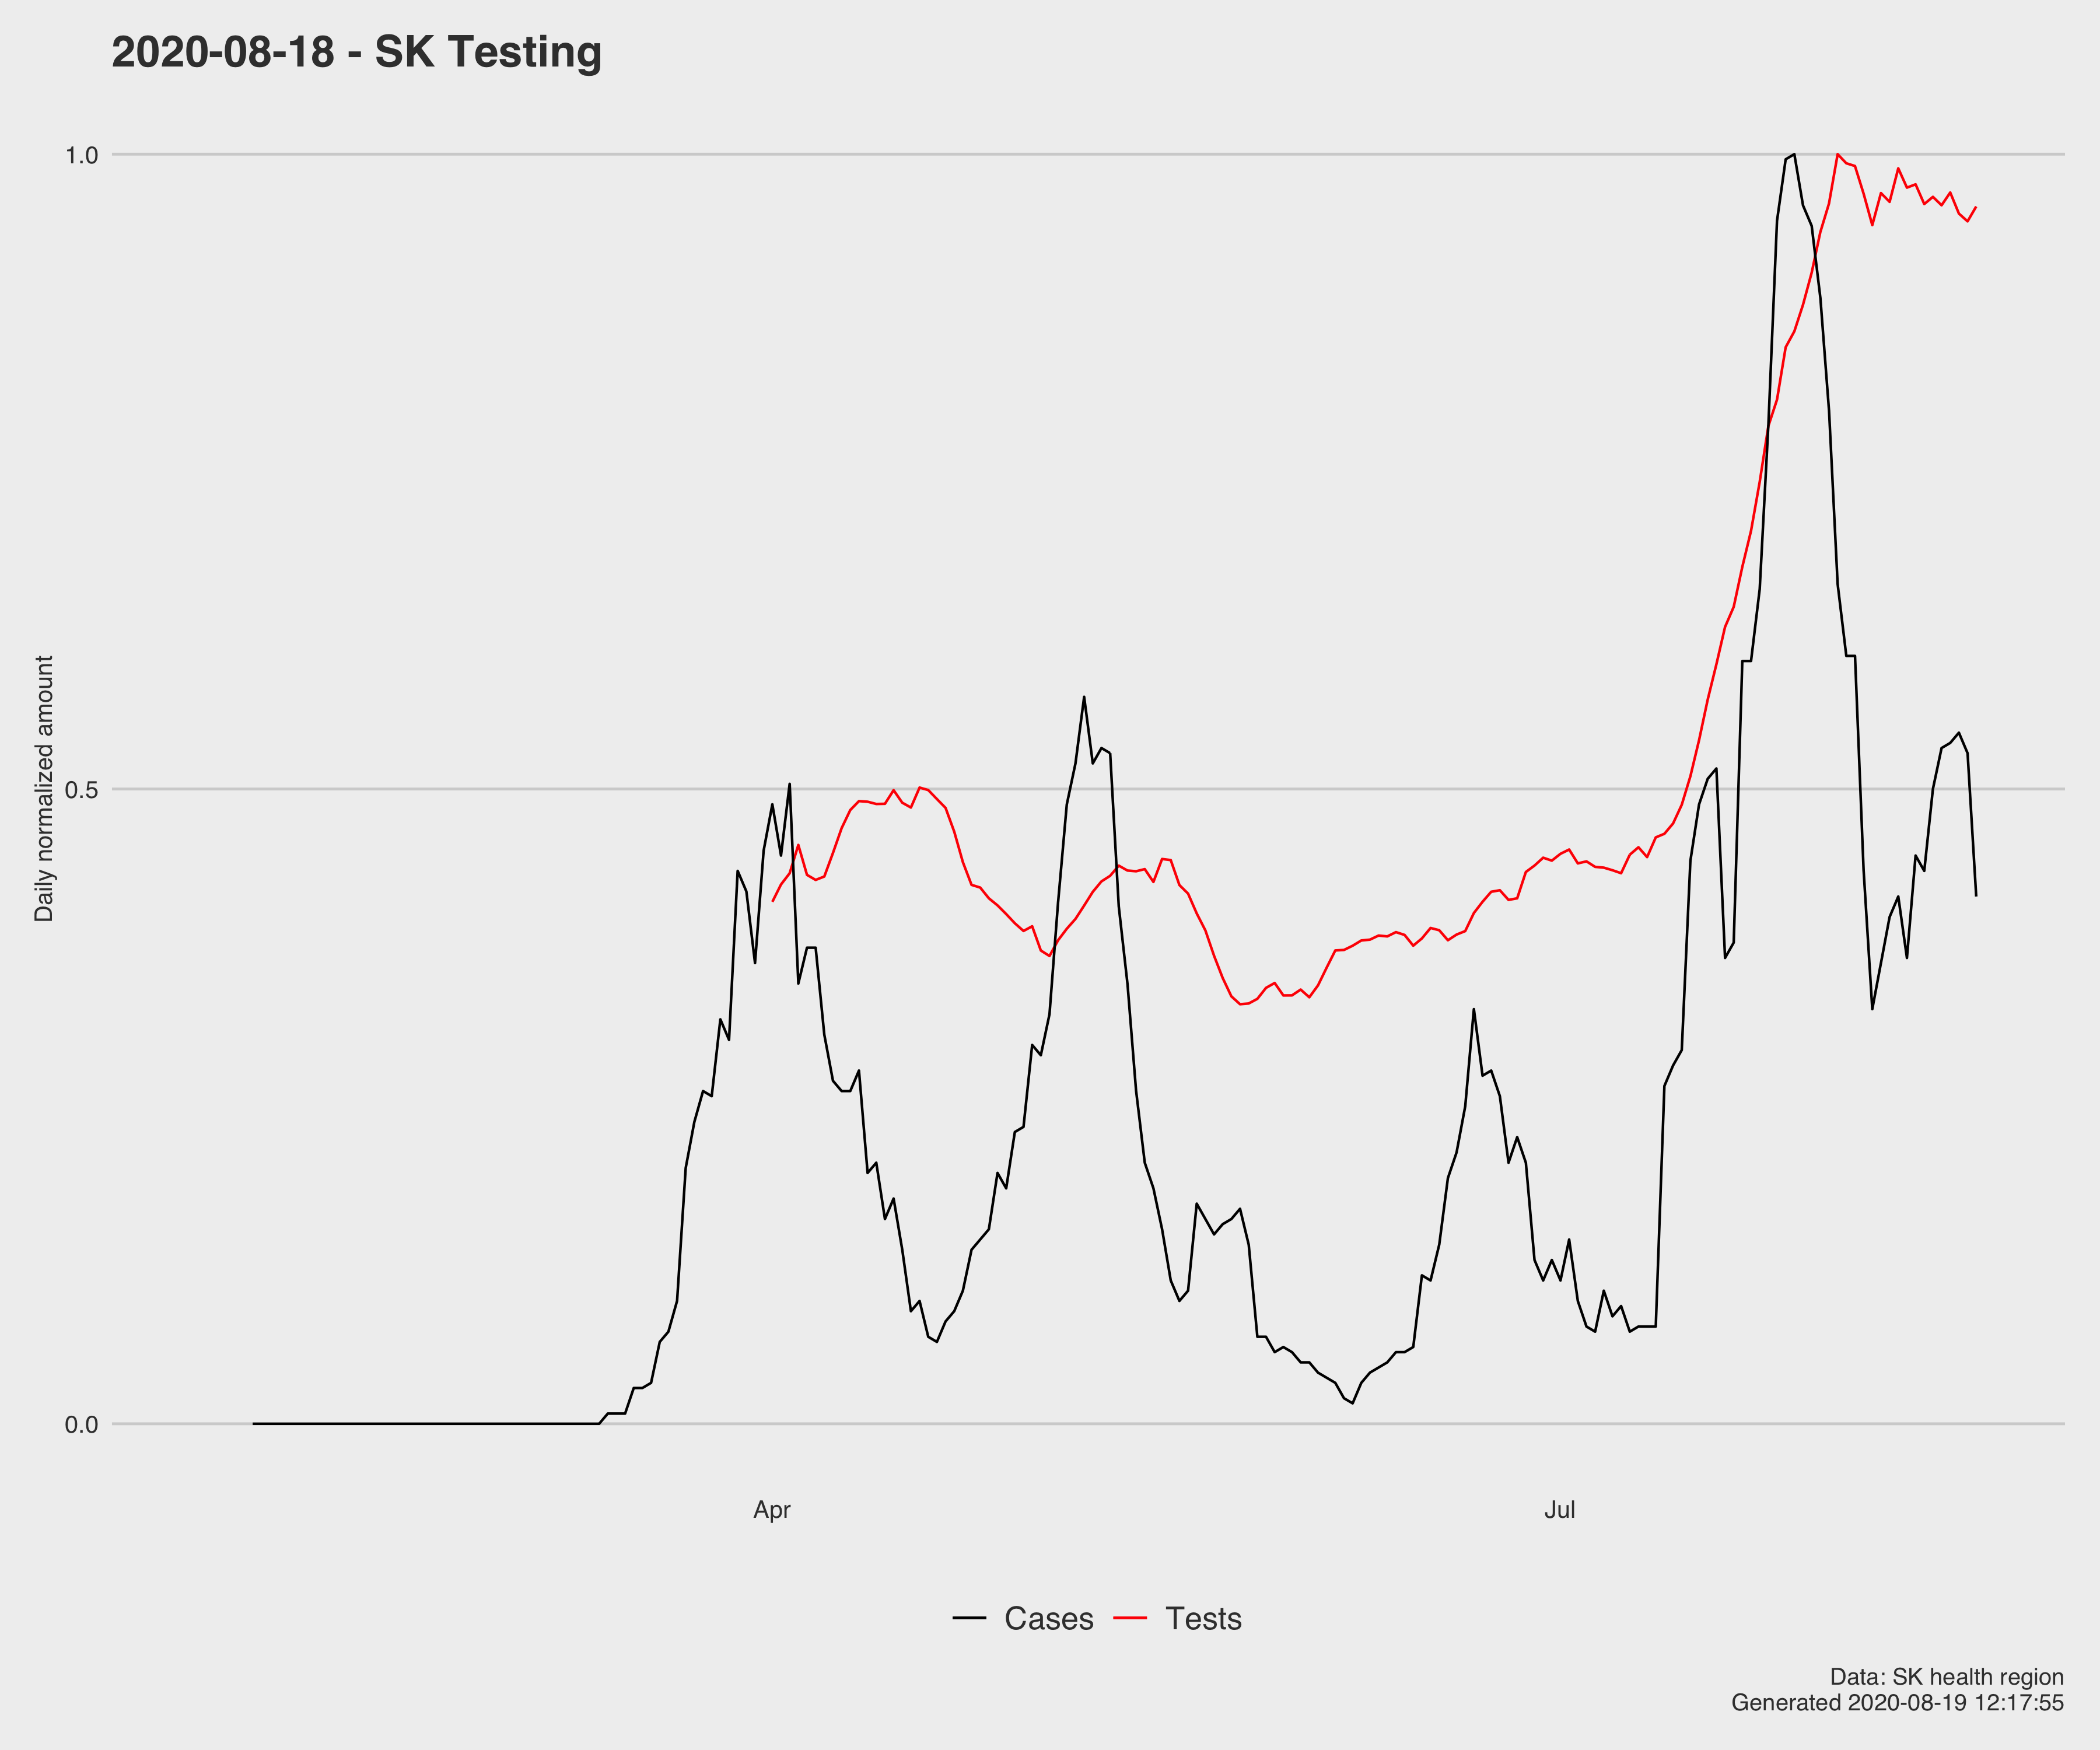 2020-08-18 - SK Testing
1.0
0.5
0.0
Daily normalized amount
Apr
Jul
Cases
Tests
Data: SK health region
Generated 2020-08-19 12:17:55